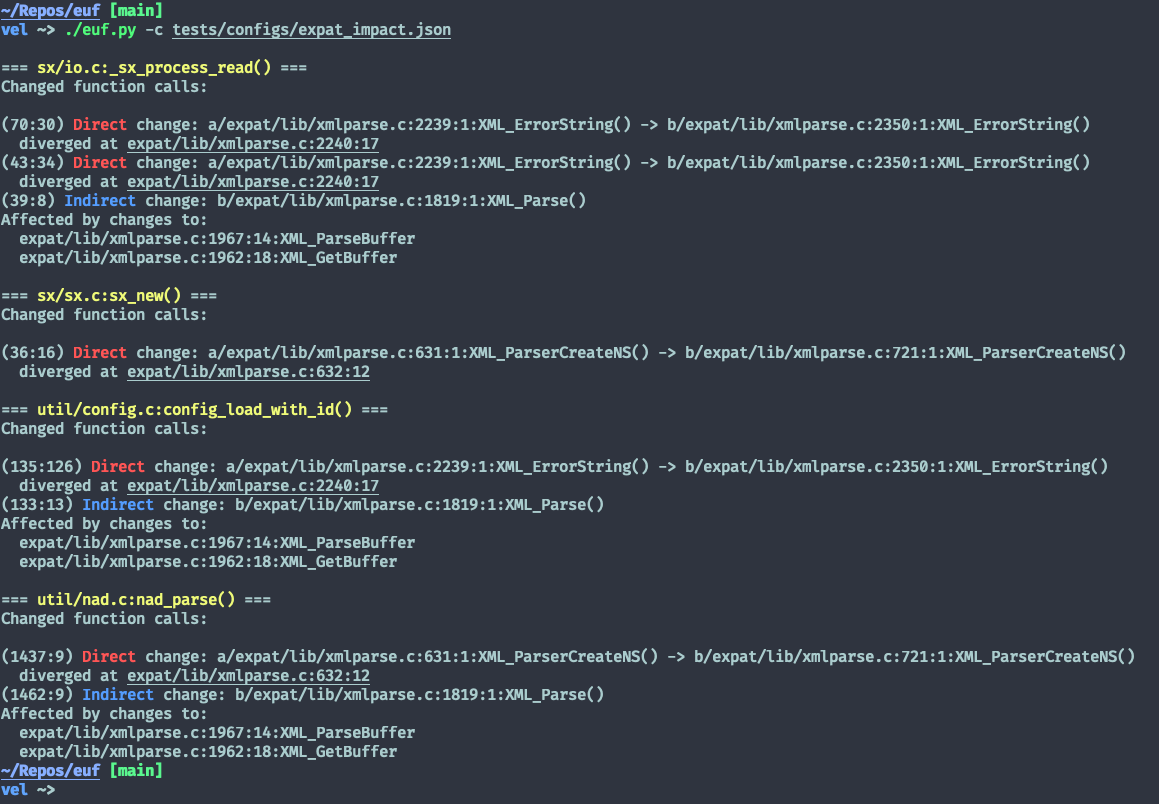 ~/Repos/euf [main]
vel ~> ./euf.py -c tests/configs/expat_impact.json
=== sx/io.c:_sx_process_read() ===
Changed function calls:
(70:30) Direct change: a/expat/lib/xmlparse.c:2239:1:XML_ErrorString() -> b/expat/lib/xmlparse.c:2350:1:XML_ErrorString()
  diverged at expat/lib/xmlparse.c:2240:17
(43:34) Direct change: a/expat/lib/xmlparse.c:2239:1:XML_ErrorString() -> b/expat/lib/xmlparse.c:2350:1:XML_ErrorString()
  diverged at expat/lib/xmlparse.c:2240:17
(39:8) Indirect change: b/expat/lib/xmlparse.c:1819:1:XML_Parse()
Affected by changes to:
  expat/lib/xmlparse.c:1967:14:XML_ParseBuffer
  expat/lib/xmlparse.c:1962:18:XML_GetBuffer
=== sx/sx.c:sx_new() ===
Changed function calls:
(36:16) Direct change: a/expat/lib/xmlparse.c:631:1:XML_ParserCreateNS() -> b/expat/lib/xmlparse.c:721:1:XML_ParserCreateNS()
  diverged at expat/lib/xmlparse.c:632:12
=== util/config.c:config_load_with_id() ===
Changed function calls:
(135:126) Direct change: a/expat/lib/xmlparse.c:2239:1:XML_ErrorString() -> b/expat/lib/xmlparse.c:2350:1:XML_ErrorString()
  diverged at expat/lib/xmlparse.c:2240:17
(133:13) Indirect change: b/expat/lib/xmlparse.c:1819:1:XML_Parse()
Affected by changes to:
  expat/lib/xmlparse.c:1967:14:XML_ParseBuffer
  expat/lib/xmlparse.c:1962:18:XML_GetBuffer
=== util/nad.c:nad_parse() ===
Changed function calls:
(1437:9) Direct change: a/expat/lib/xmlparse.c:631:1:XML_ParserCreateNS() -> b/expat/lib/xmlparse.c:721:1:XML_ParserCreateNS()
  diverged at expat/lib/xmlparse.c:632:12
(1462:9) Indirect change: b/expat/lib/xmlparse.c:1819:1:XML_Parse()
Affected by changes to:
  expat/lib/xmlparse.c:1967:14:XML_ParseBuffer
  expat/lib/xmlparse.c:1962:18:XML_GetBuffer
~/Repos/euf [main]
vel ~>